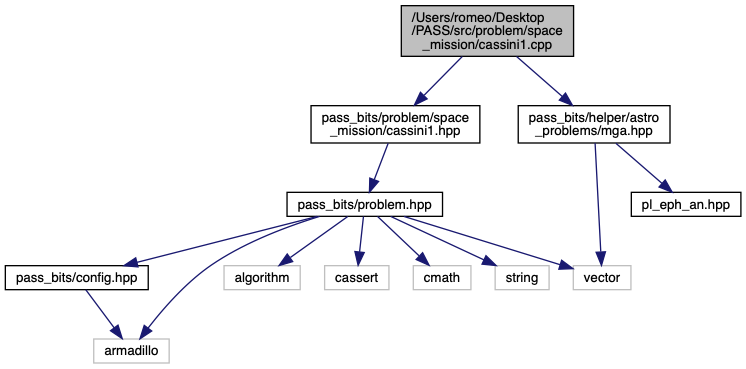 /Users/romeo/Desktop
/PASS/src/problem/space
_mission/cassini1.cpp
pass_bits/problem/space
_mission/cassini1.hpp
pass_bits/helper/astro
_problems/mga.hpp
pass_bits/problem.hpp
pl_eph_an.hpp
pass_bits/config.hpp
algorithm
cassert
cmath
string
vector
armadillo